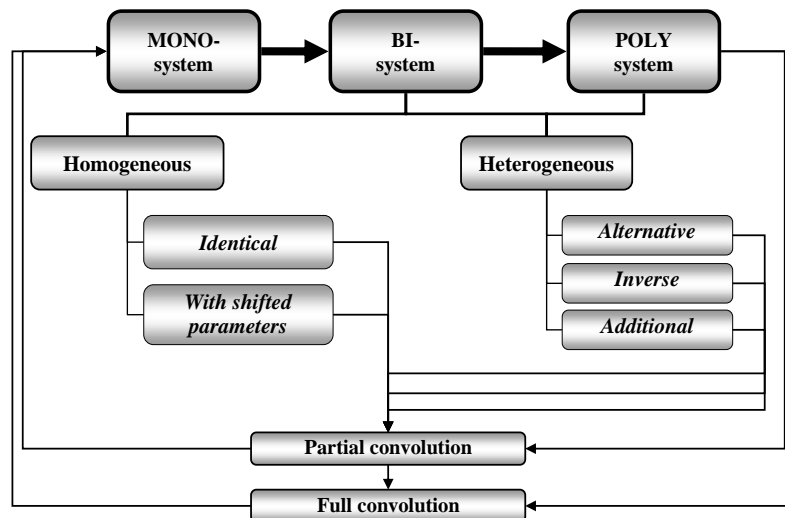 MONO-
system
BI-
system
POLY
system
Homogeneous
Heterogeneous
Identical
With shifted
parameters
Alternative
Inverse
Additional
Partial convolution
Full convolution